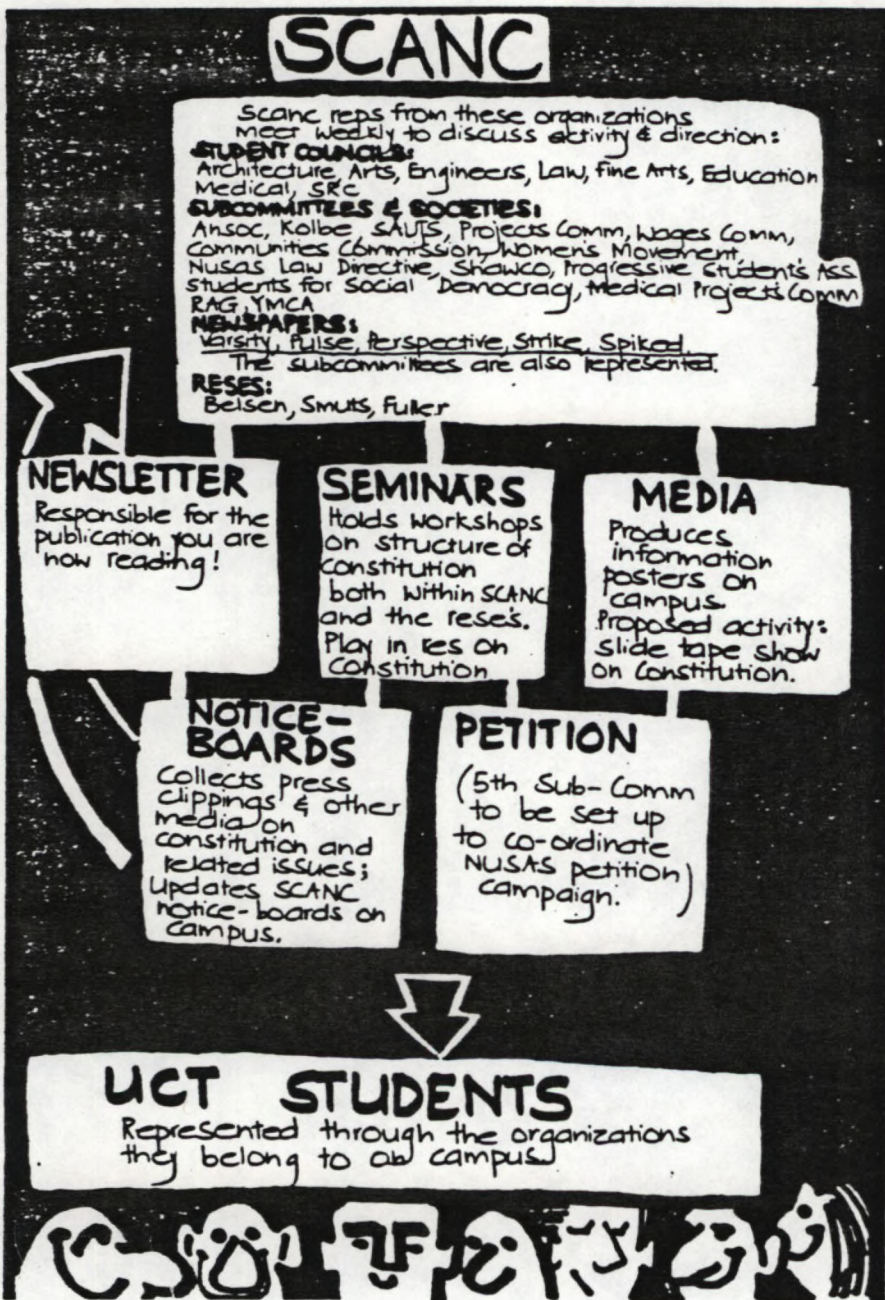 SCANC
Scanc reps from these organizations
meet weekly to discuss activity & direction:
STUDENT COUNCILS:
Architecture, Arts, Engineers, Law, fine Arts, Education
Medical, SRC
SUBCOMMITTEES & SOCIETIES:
Ansoc, Kolbe, SAUJS, Projects Comm, Wages Comm,
Communities Commission, Women's Movement,
Nusas Law Directive, Shawco, Progressive Student's Ass
Students for Social Democracy, Medical Projects Comm
RAG, YMCA
NEWSPAPERS:
Varsity, Pulse, Perspective, Strike, Spiked.
The subcommittees are also represented.
RESES:
Belsen, Smuts, Fuller
NEWSLETTER
Responsible for the
publication you are
now reading!
SEMINARS
Holds workshops
on structure of
constitution
both within SCANC
and the rese's.
Play in res on
Constitution
MEDIA
Produces
information
posters on
campus.
Proposed activity:
slide tape show
on Constitution.
NOTICE-
BOARDS
Collects press
clippings & other
media on
constitution and
related issues;
updates SCANC
notice-boards on
campus.
PETITION
(5th Sub-Comm
to be set up
to co-ordinate
NUSAS petition
campaign.)
UCT STUDENTS
Represented through the organizations
they belong to on campus